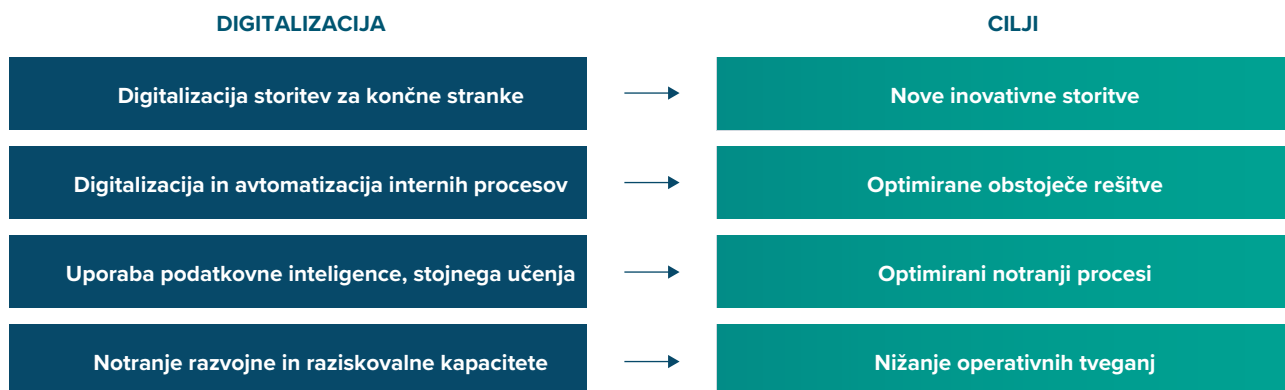 DIGITALIZACIJA
CILJI
Digitalizacija storitev za končne stranke
Nove inovativne storitve
Digitalizacija in avtomatizacija internih procesov
Optimirane obstoječe rešitve
Uporaba podatkovne inteligence, stojnega učenja
Optimirani notranji procesi
Notranje razvojne in raziskovalne kapacitete
Nižanje operativnih tveganj